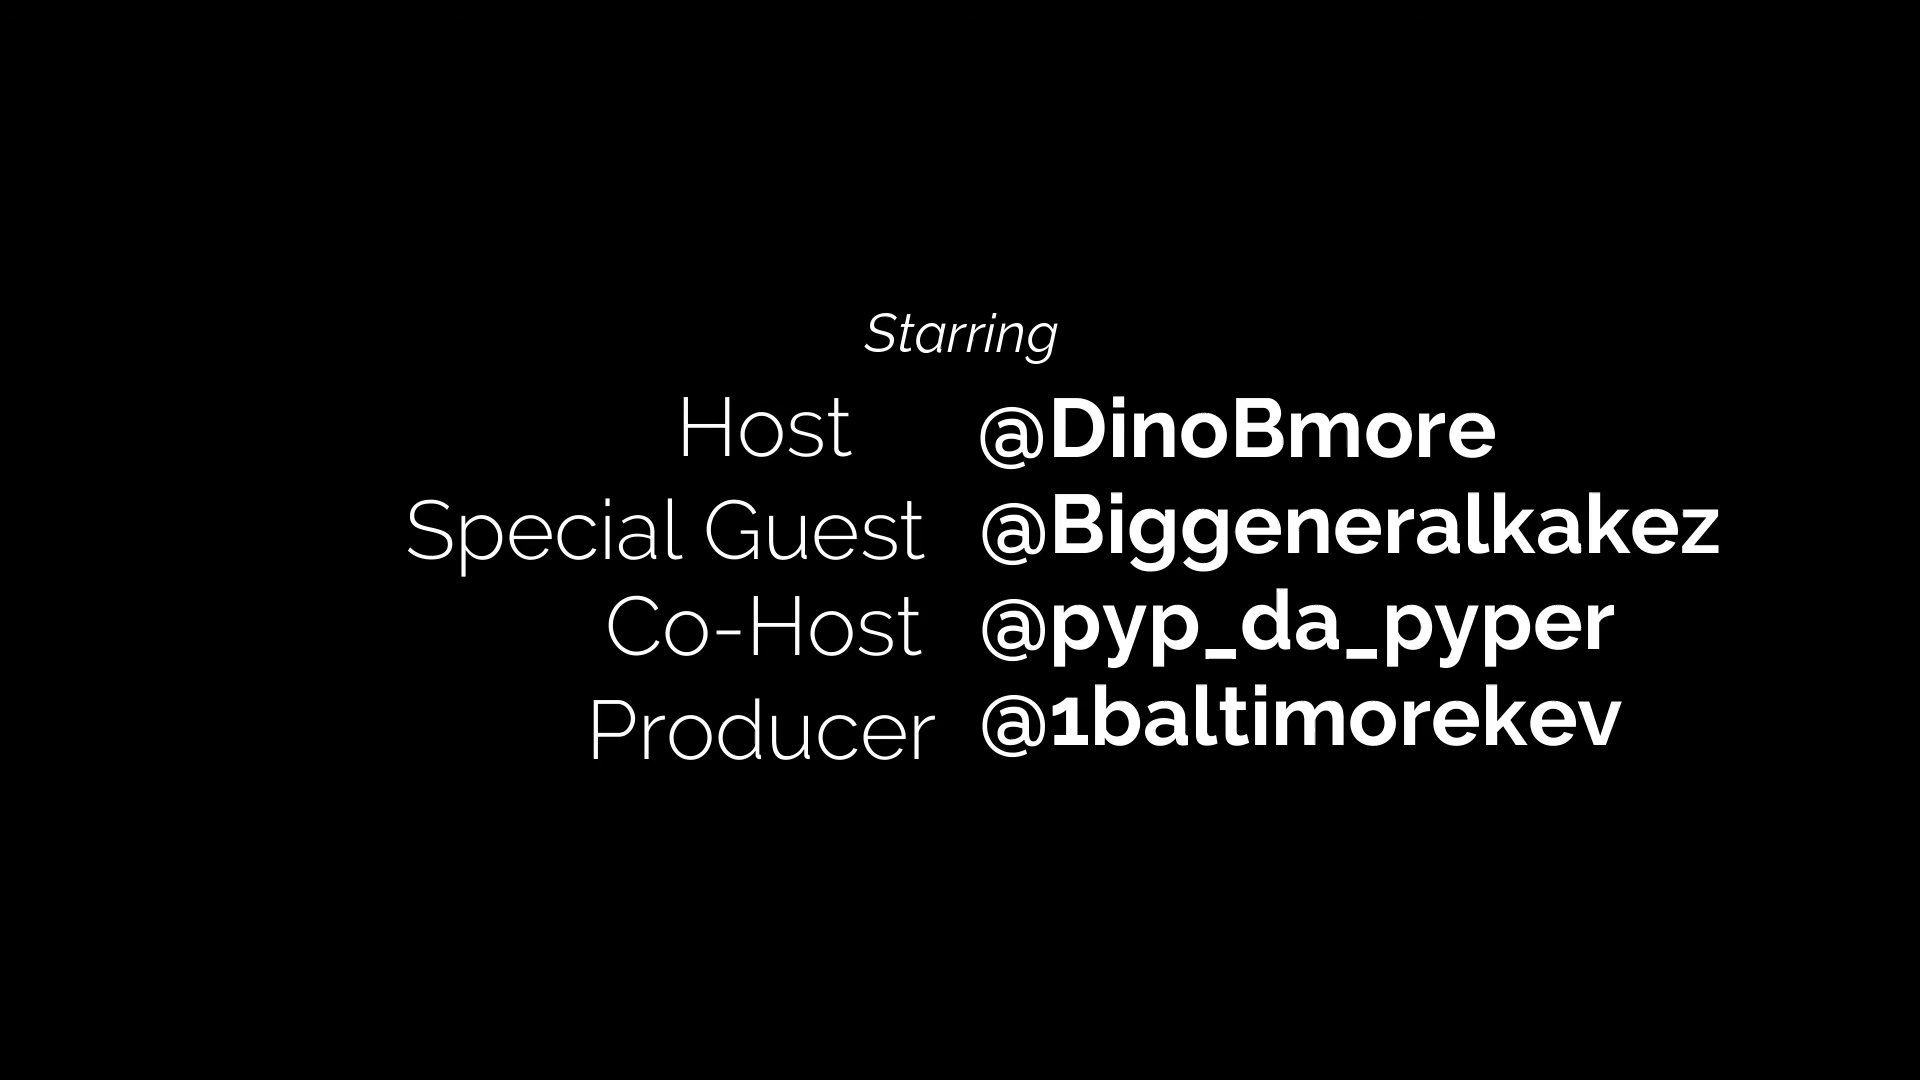 Starring
Host @DinoBmore
Special Guest @Biggeneralkakez
Co-Host @pyp_da_pyper
Producer @1baltimorekev